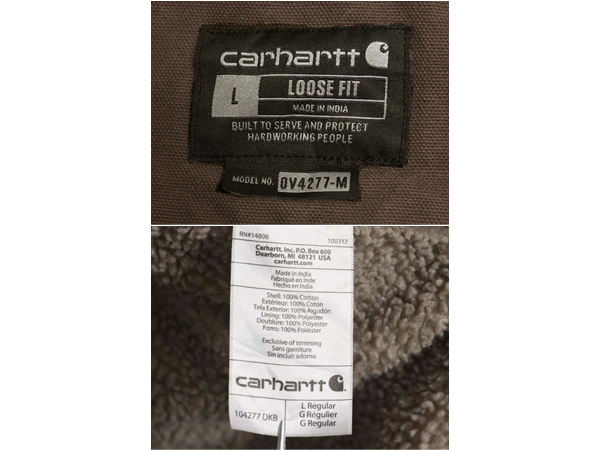 carhartt
L
LOOSE FIT
MADE IN INDIA
BUILT TO SERVE AND PROTECT
HARDWORKING PEOPLE
MODEL NO. OV4277-M
RN#14806
100317
Carhartt, Inc, P.O. Box 600
Dearborn, MI 48121 USA
carhartt.com
Made in India
Fabriqué en Inde
Hecho en India
Shell: 100% Cotton
Extérieur: 100% Coton
Tela Exterior: 100% Algodón
Lining: 100% Polyester
Doublure: 100% Polyester
Forro: 100% Poliéster
Exclusive of trimming
Sans garniture
Sin incluir adorno
carhartt
104277 DKB
L Regular
G Régulier
G Regular